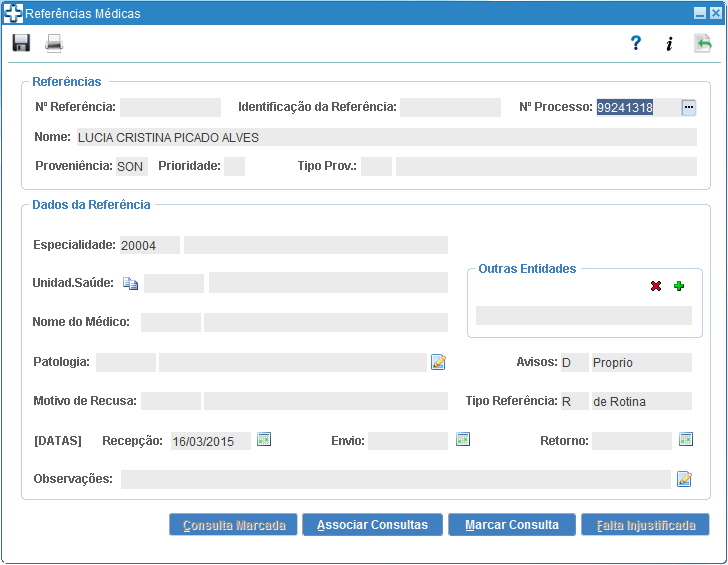 Referências Médicas
Referências
Nº Referência: Identificação da Referência: Nº Processo: 99241318
Nome: LUCIA CRISTINA PICADO ALVES
Proveniência: SON Prioridade: Tipo Prov.:
Dados da Referência
Especialidade: 20004
Outras Entidades
Unidad.Saúde:
Nome do Médico:
Patologia: Avisos: D Proprio
Motivo de Recusa: Tipo Referência: R de Rotina
[DATAS] Recepção: 16/03/2015 Envio: Retorno:
Observações:
Consulta Marcada Associar Consultas Marcar Consulta Falta Injustificada